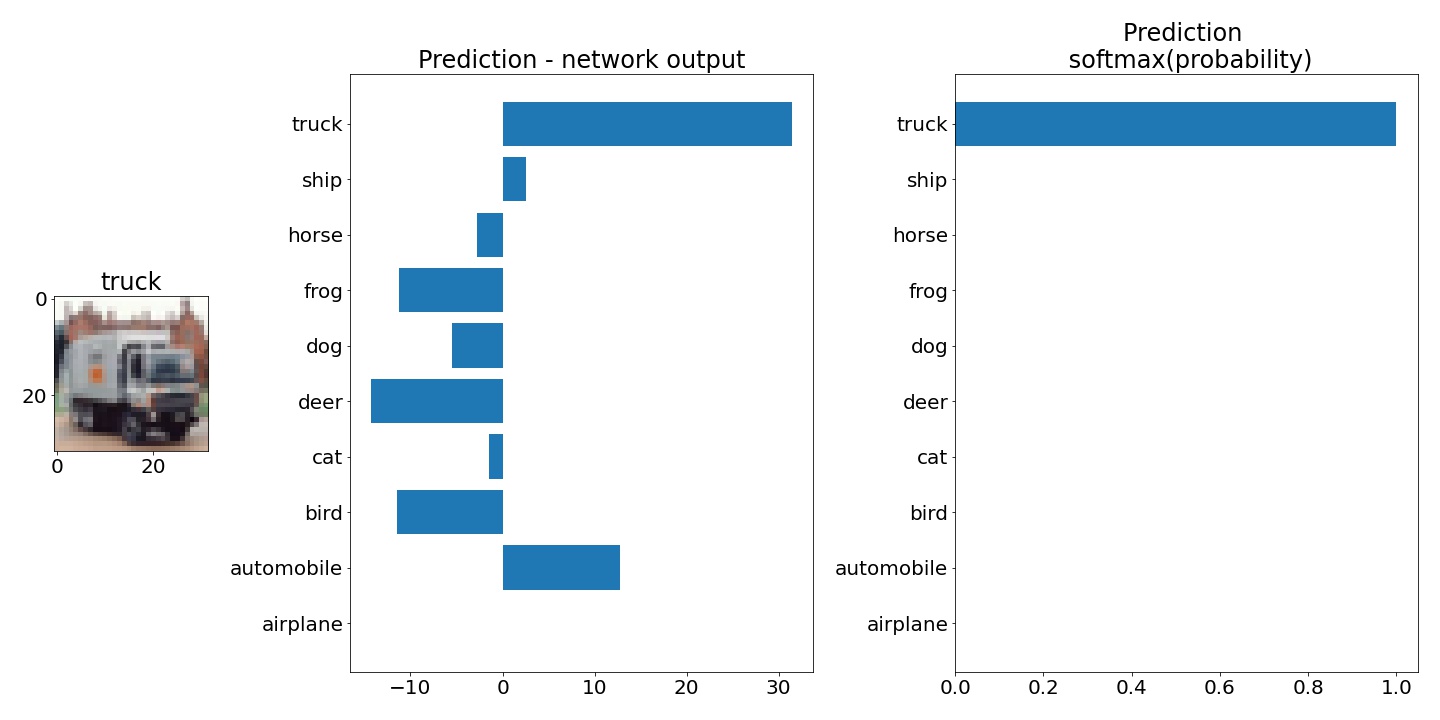 truck
0
20
0 20
Prediction - network output
truck
ship
horse
frog
dog
deer
cat
bird
automobile
airplane
−10 0 10 20 30
Prediction
softmax(probability)
truck
ship
horse
frog
dog
deer
cat
bird
automobile
airplane
0.0 0.2 0.4 0.6 0.8 1.0